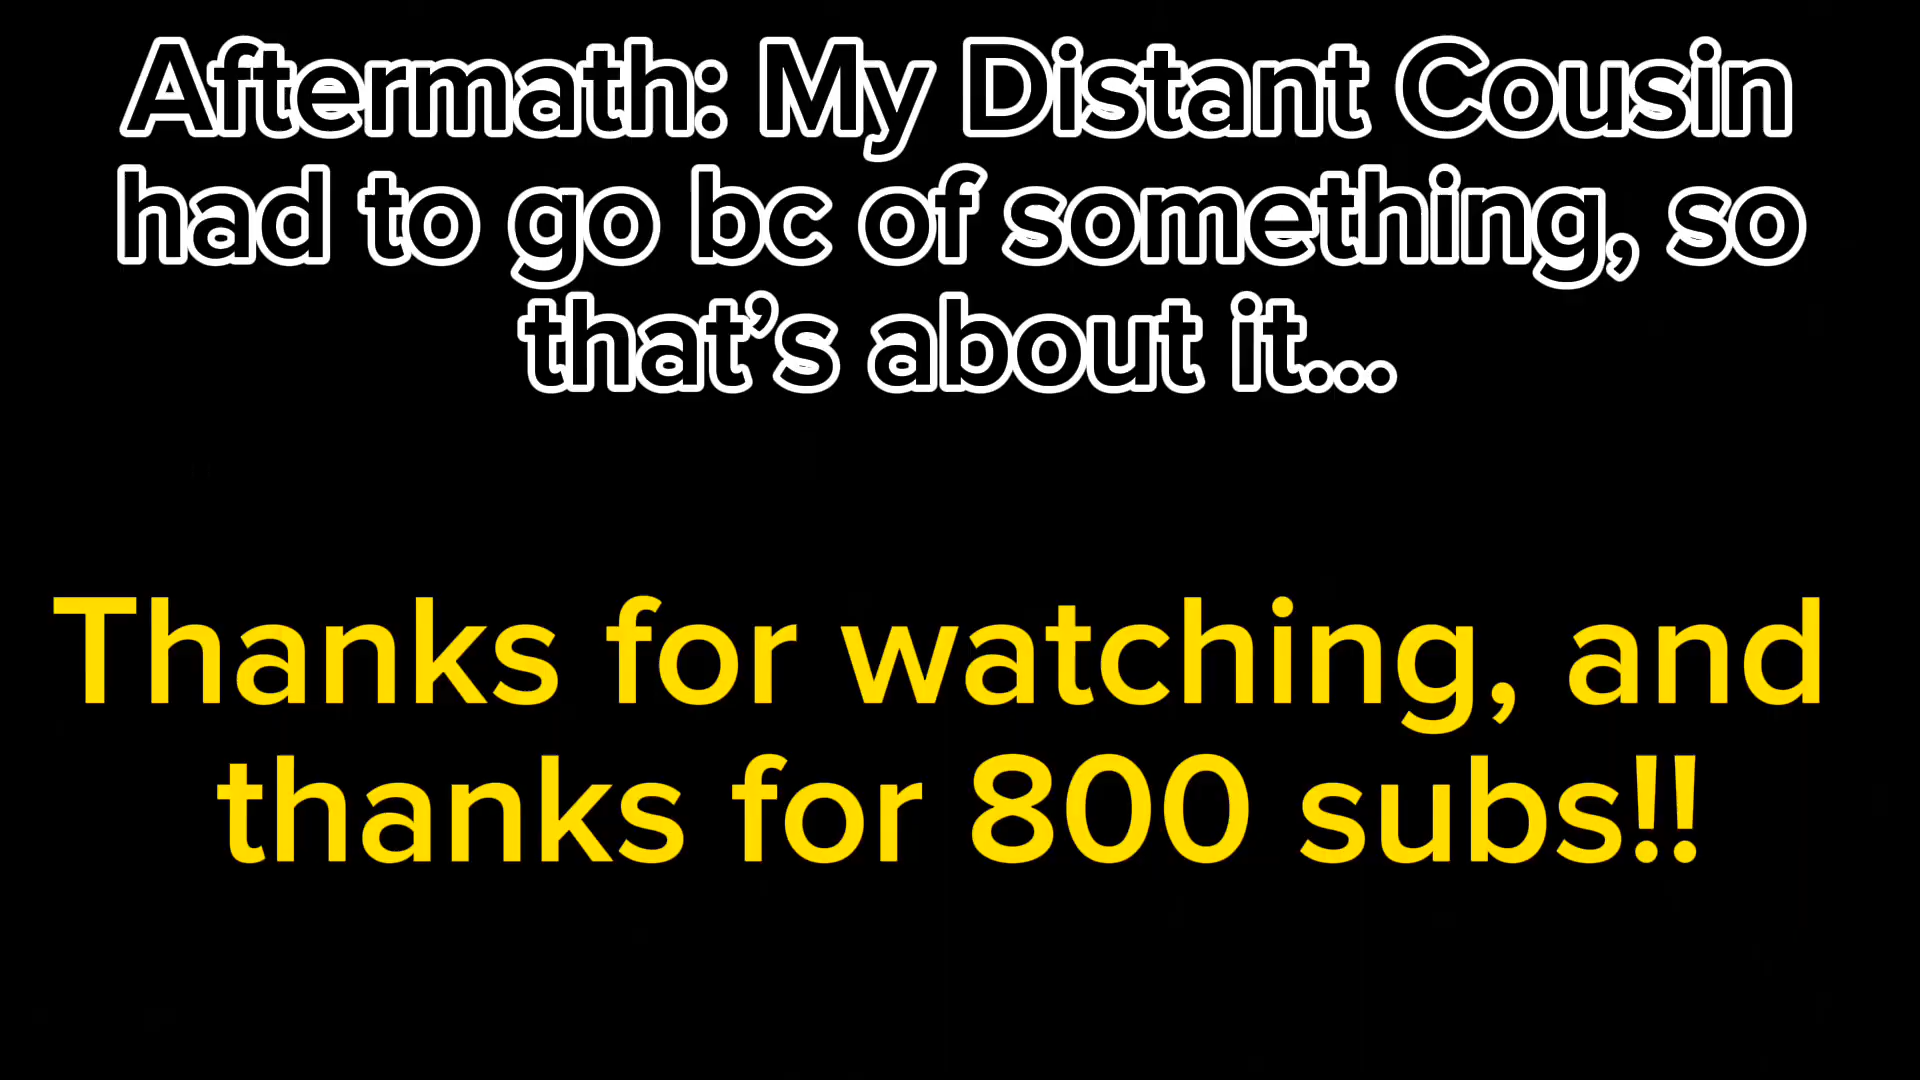 Aftermath: My Distant Cousin
had to go bc of something, so
that’s about it...
Thanks for watching, and
thanks for 800 subs!!